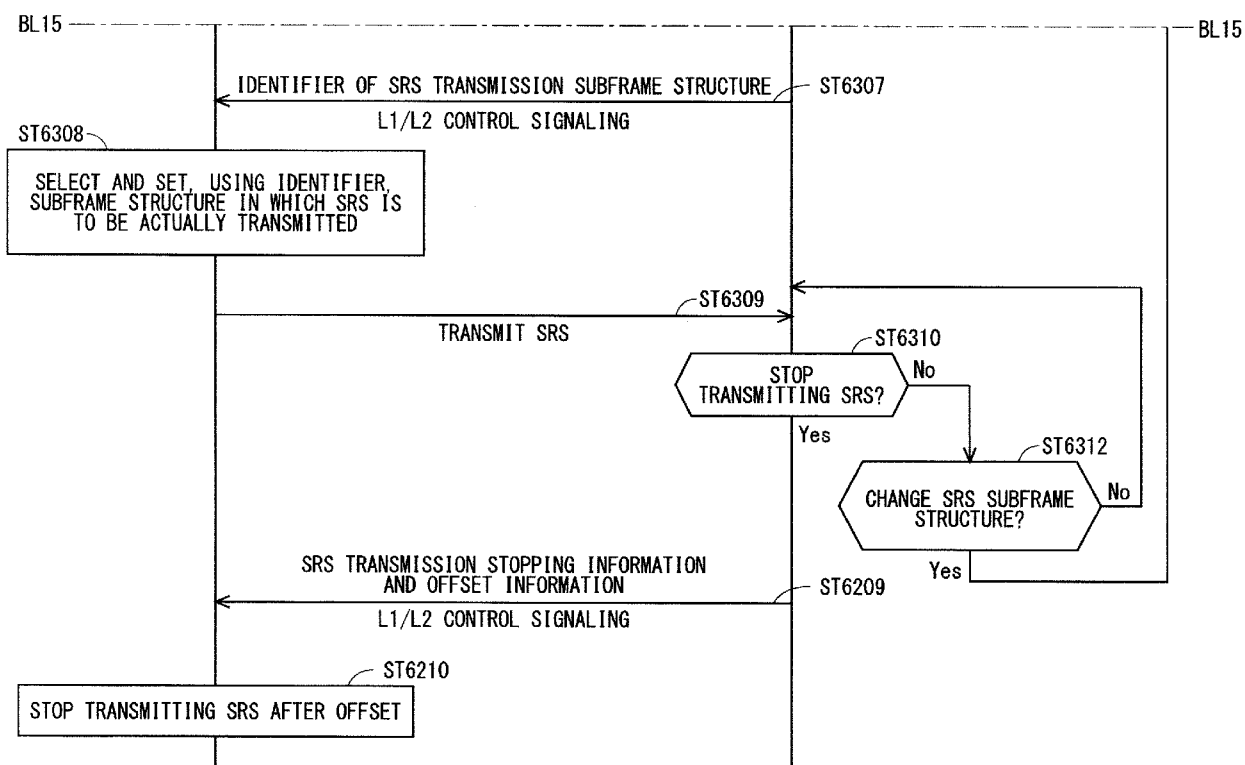 BL15
BL15
IDENTIFIER OF SRS TRANSMISSION SUBFRAME STRUCTURE
ST6307
L1/L2 CONTROL SIGNALING
ST6308
SELECT AND SET, USING IDENTIFIER,
SUBFRAME STRUCTURE IN WHICH SRS IS
TO BE ACTUALLY TRANSMITTED
ST6309
TRANSMIT SRS
ST6310
STOP
TRANSMITTING SRS?
No
Yes
ST6312
CHANGE SRS SUBFRAME
STRUCTURE?
No
Yes
SRS TRANSMISSION STOPPING INFORMATION
AND OFFSET INFORMATION
ST6209
L1/L2 CONTROL SIGNALING
ST6210
STOP TRANSMITTING SRS AFTER OFFSET